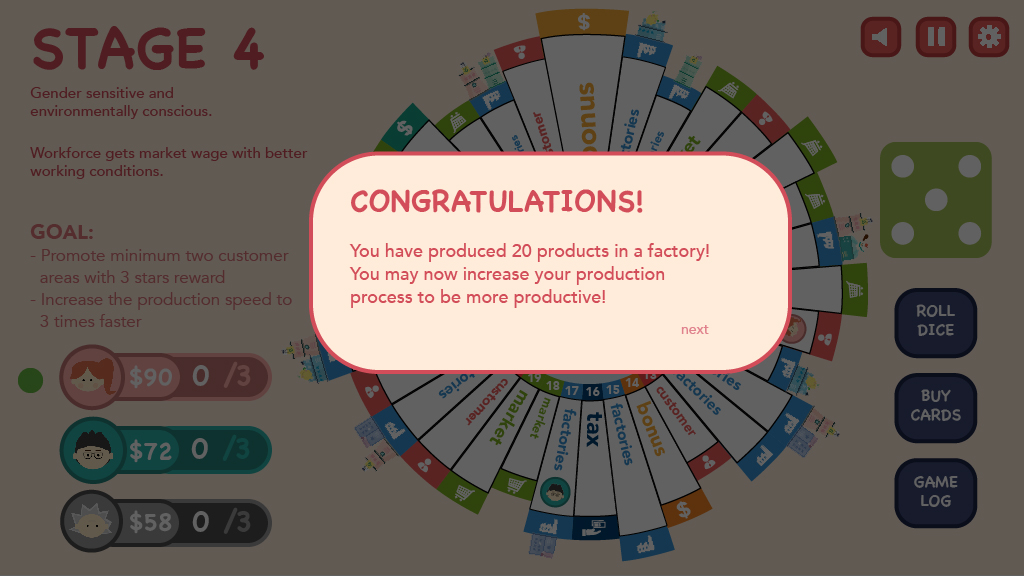 STAGE 4
Gender sensitive and
environmentally conscious.
Workforce gets market wage with better
working conditions.
GOAL:
- Promote minimum two customer
areas with 3 stars reward
- Increase the production speed to
3 times faster
$90 0 /3
$72 0 /3
$58 0 /3
CONGRATULATIONS!
You have produced 20 products in a factory!
You may now increase your production
process to be more productive!
next
ROLL
DICE
BUY
CARDS
GAME
LOG
$
$
$
customer
market
market
factories
tax
factories
bonus
customer
18
17
16
15
14